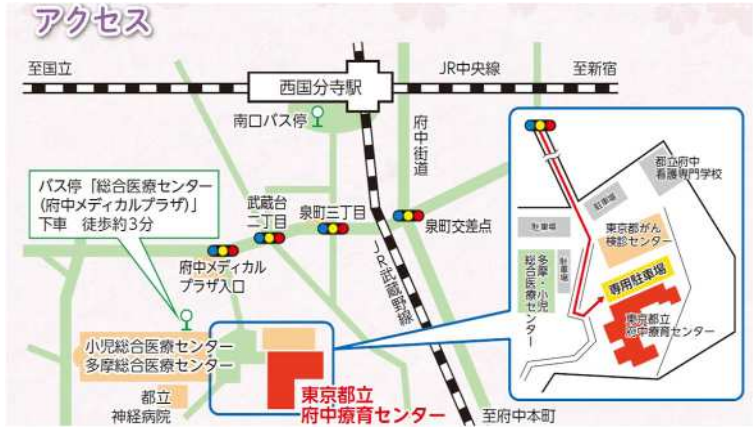 アクセス
至国立
西国分寺駅
JR中央線
至新宿
南口バス停
府中街道
バス停「総合医療センター
(府中メディカルプラザ)」
下車 徒歩約3分
武蔵台
二丁目
泉町三丁目
泉町交差点
府中メディカル
プラザ入口
JR武蔵野線
小児総合医療センター
多摩総合医療センター
都立
神経病院
東京都立
府中療育センター
至府中本町
都立府中
看護専門学校
駐車場
駐車場
東京都がん
検診センター
駐車場
多摩・小児
総合医療センター
専用駐車場
東京都立
府中療育センター